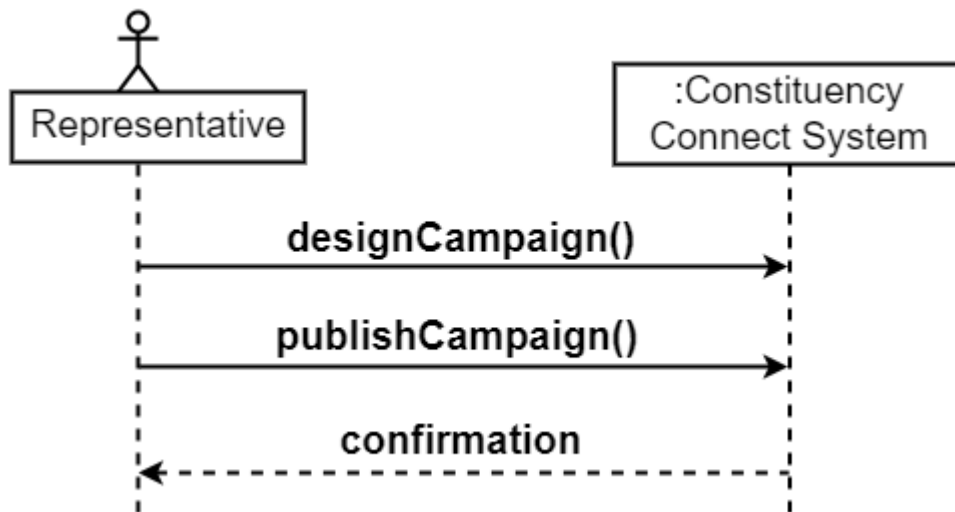 Representative
:Constituency
Connect System
designCampaign()
publishCampaign()
confirmation